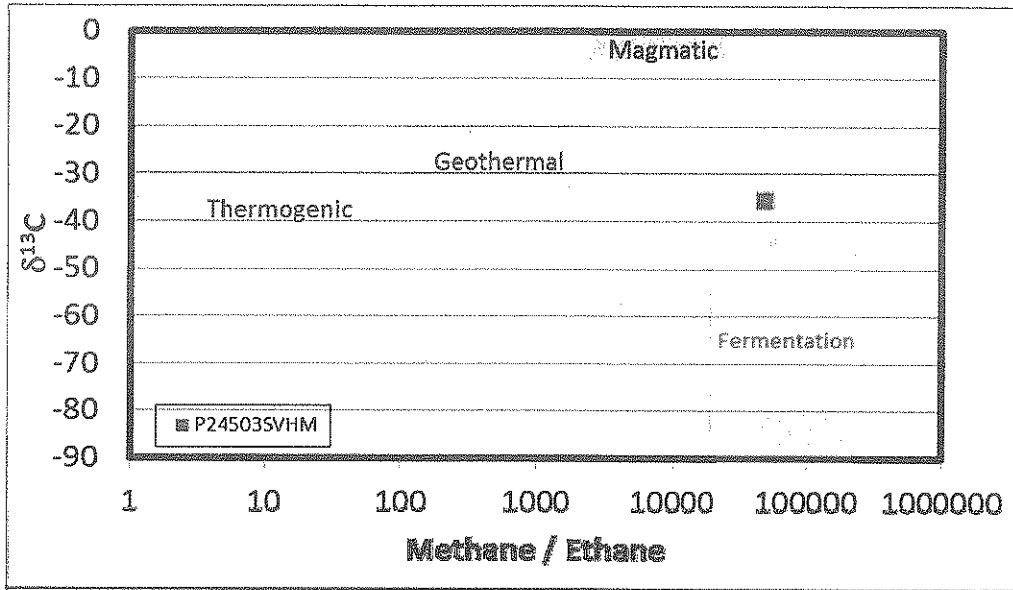 0
Magmatic
-10
-20
Geothermal
-30
Thermogenic
-40
δ¹³C
-50
-60
Fermentation
-70
-80
P24503SVHM
-90
1 10 100 1000 10000 100000 1000000
Methane / Ethane